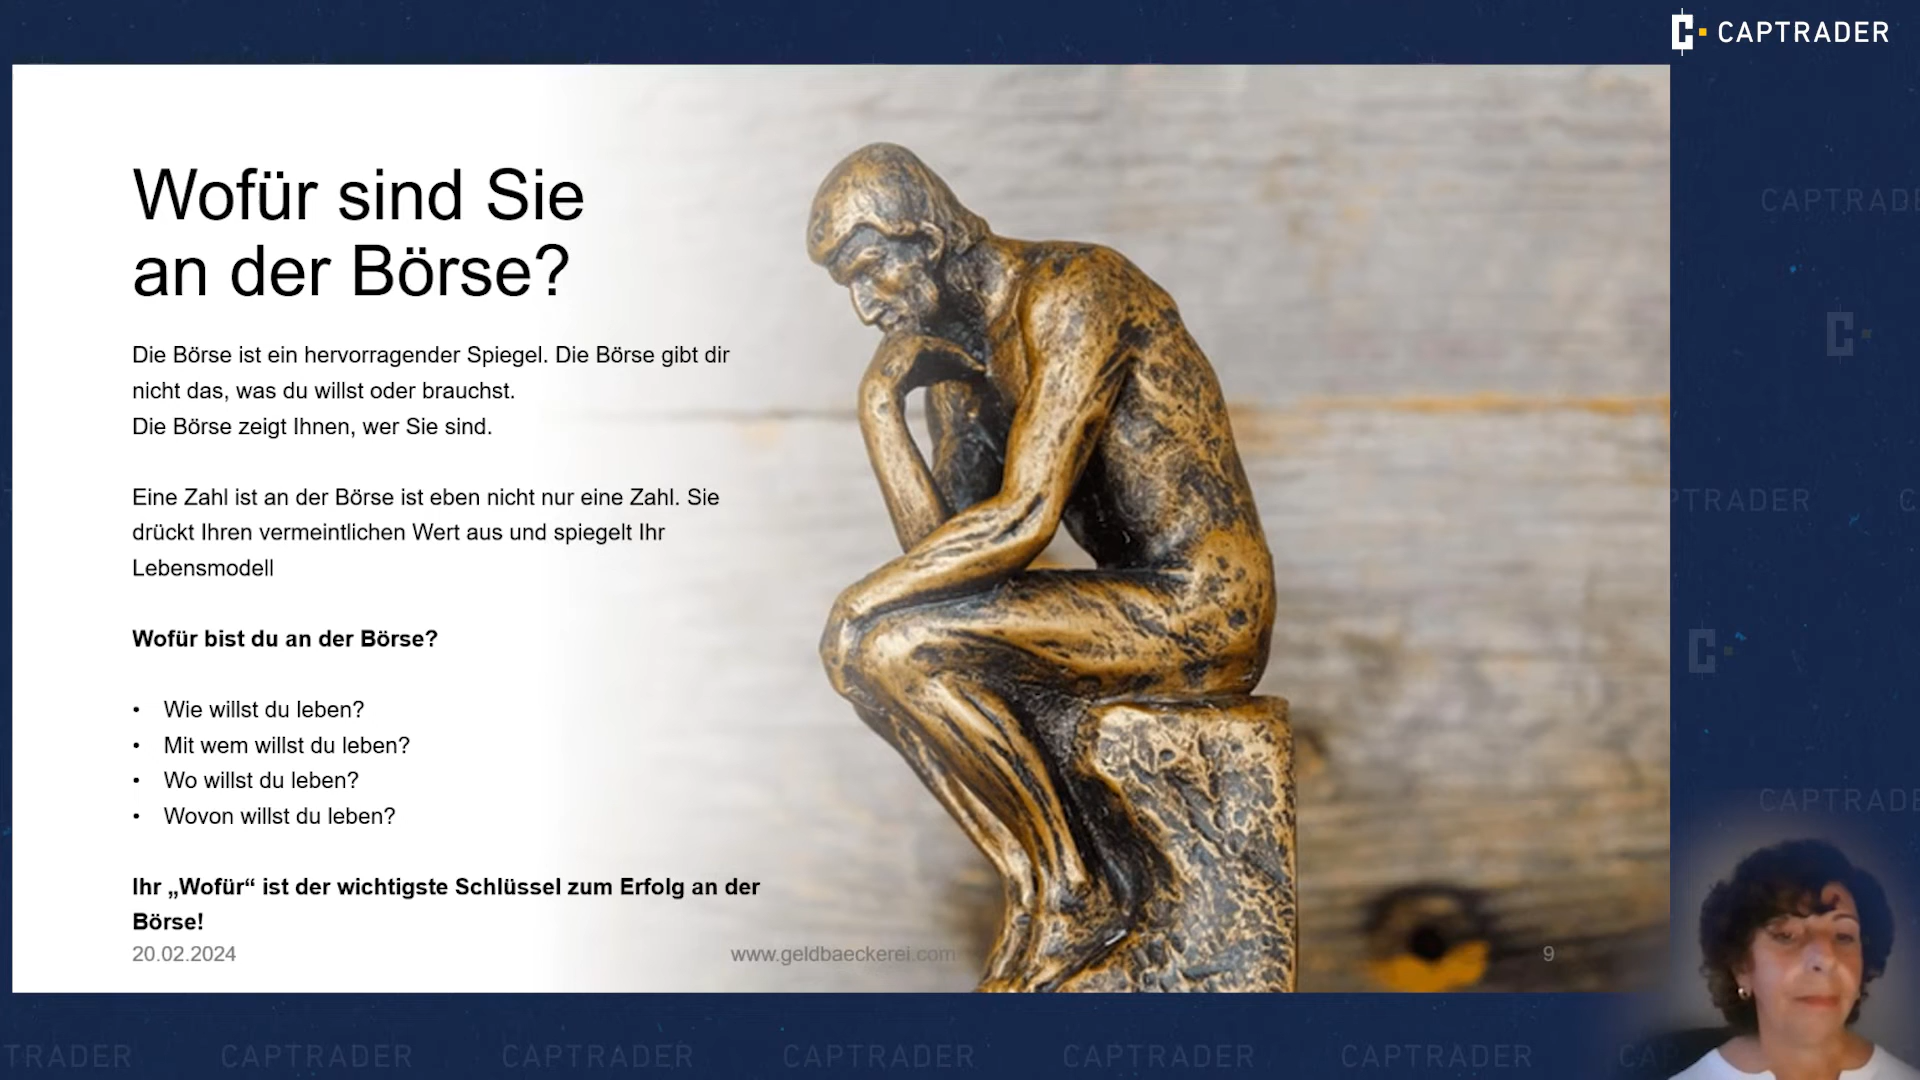 CAPTRADER
Wofür sind Sie
an der Börse?
Die Börse ist ein hervorragender Spiegel. Die Börse gibt dir
nicht das, was du willst oder brauchst.
Die Börse zeigt Ihnen, wer Sie sind.
Eine Zahl ist an der Börse ist eben nicht nur eine Zahl. Sie
drückt Ihren vermeintlichen Wert aus und spiegelt Ihr
Lebensmodell
Wofür bist du an der Börse?
• Wie willst du leben?
• Mit wem willst du leben?
• Wo willst du leben?
• Wovon willst du leben?
Ihr „Wofür“ ist der wichtigste Schlüssel zum Erfolg an der
Börse!
20.02.2024
www.geldbaeckerei.com
9
CAPTRADE
PTRADER
C
CAPTRADE
TRADER
CAPTRADER
CAPTRADER
CAPTRADER
CAPTRADER
CAPTRADER
CAP